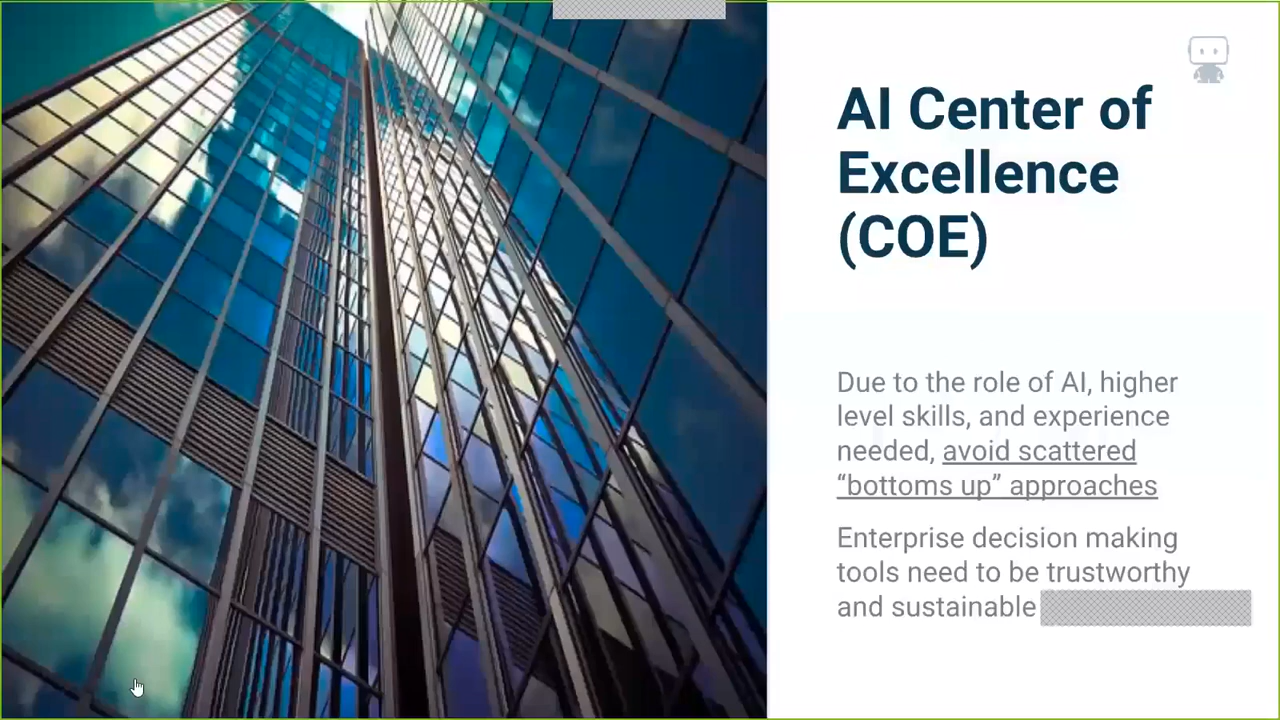 AI Center of
Excellence
(COE)
Due to the role of AI, higher
level skills, and experience
needed, avoid scattered
“bottoms up” approaches
Enterprise decision making
tools need to be trustworthy
and sustainable